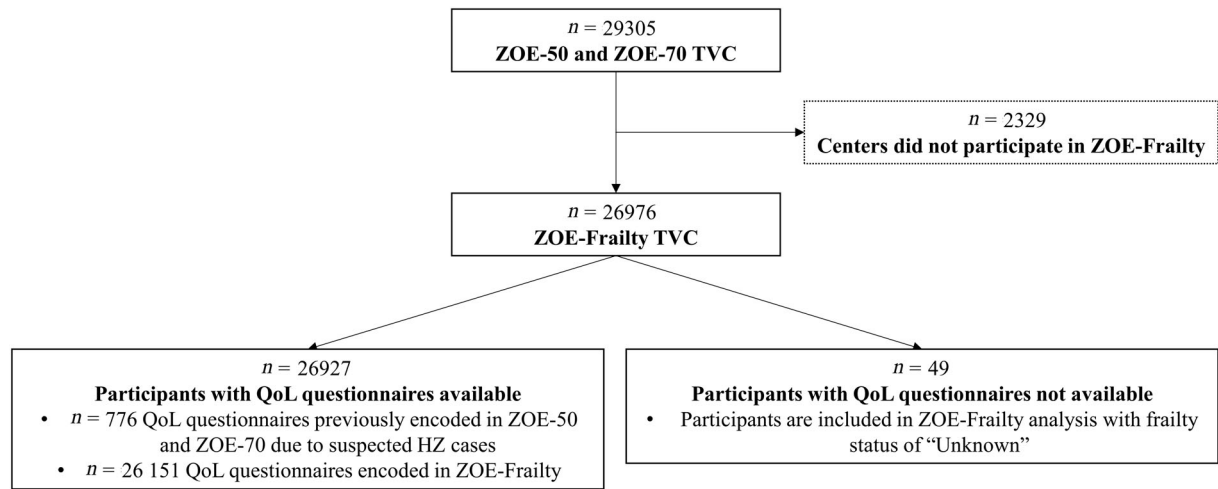 n = 29305
ZOE-50 and ZOE-70 TVC
n = 2329
Centers did not participate in ZOE-Frailty
n = 26976
ZOE-Frailty TVC
n = 26927
Participants with QoL questionnaires available
• n = 776 QoL questionnaires previously encoded in ZOE-50
and ZOE-70 due to suspected HZ cases
• n = 26 151 QoL questionnaires encoded in ZOE-Frailty
n = 49
Participants with QoL questionnaires not available
• Participants are included in ZOE-Frailty analysis with frailty
status of “Unknown”